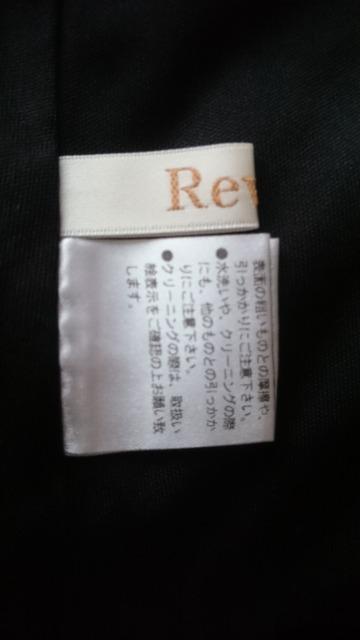 Rev
表面の粗いものとの摩擦や、
引っかかりにご注意下さい。
●水洗いや、クリーニングの際
にも、他のものとの引っかか
りにご注意下さい。
●クリーニングの際は、取扱い
絵表示をご確認の上お願い致
します。